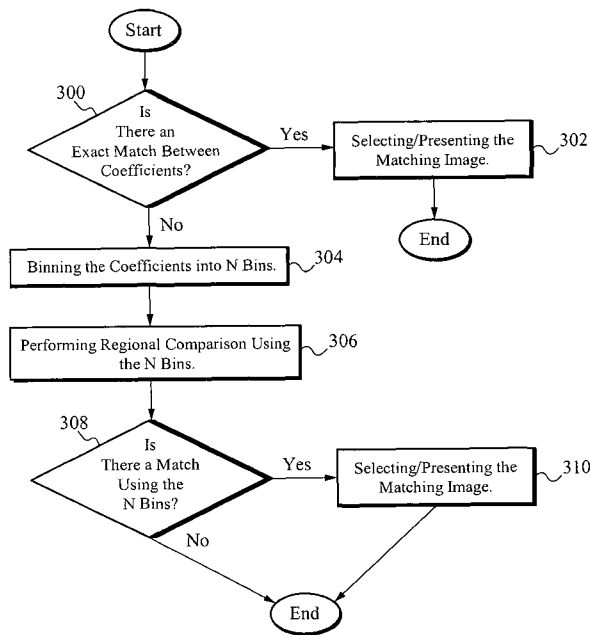 Start
300
Is
There an
Exact Match Between
Coefficients?
Yes
Selecting/Presenting the
Matching Image.
302
No
End
Binning the Coefficients into N Bins.
304
Performing Regional Comparison Using
the N Bins.
306
308
Is
There a Match
Using the
N Bins?
Yes
Selecting/Presenting the
Matching Image.
310
No
End